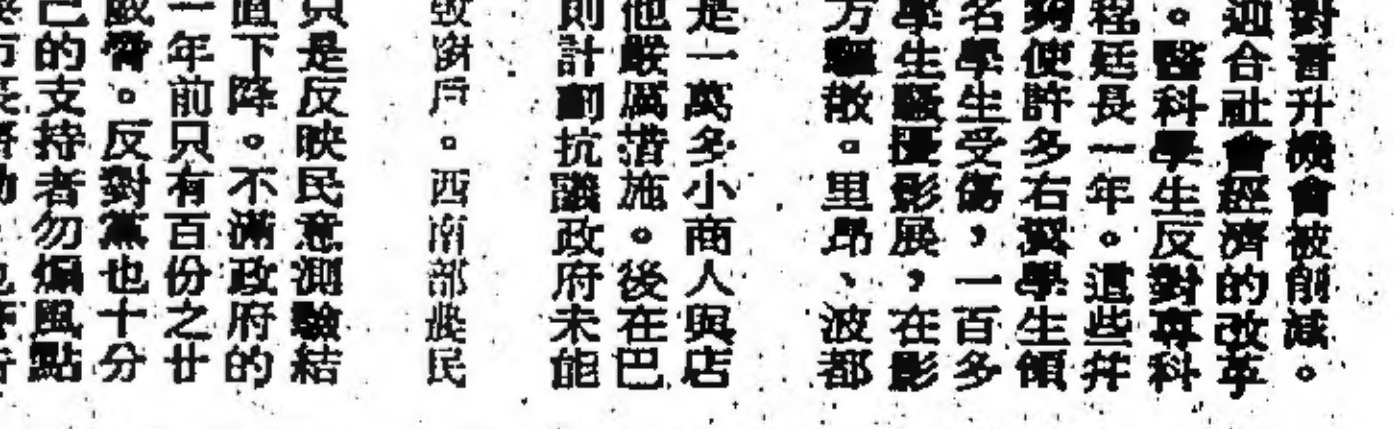 對晋升機會被削減。
適合社會經濟的改革
。醫科學生反對專科
程延長一年。這些并
夠使許多右翼學生領
名學生受傷，一百多
學生騷擾影展，在影
方驅散。里昂、波都
是一萬多小商人與店
他嚴厲措施。後在巴
則計劃抗議政府未能
戶。西南部農民
只是反映民意測驗結
直下降。不滿政府的
一年前只有百份之廿
威脅。反對黨也十分
己的支持者勿煽風點